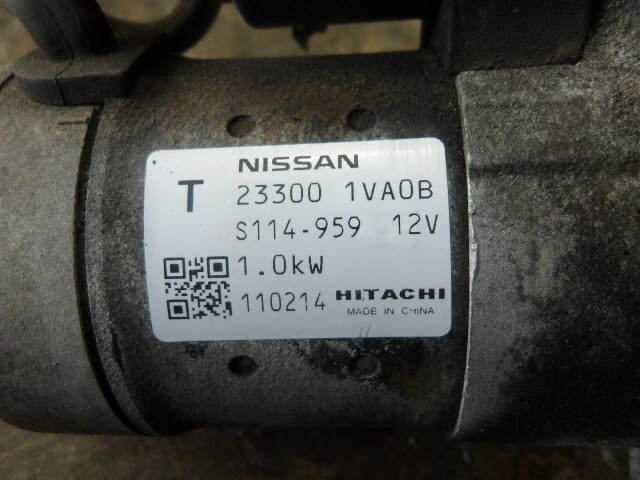 NISSAN
T 23300 1VA0B
S114-959 12V
1.0kW
110214 HITACHI
MADE IN CHINA